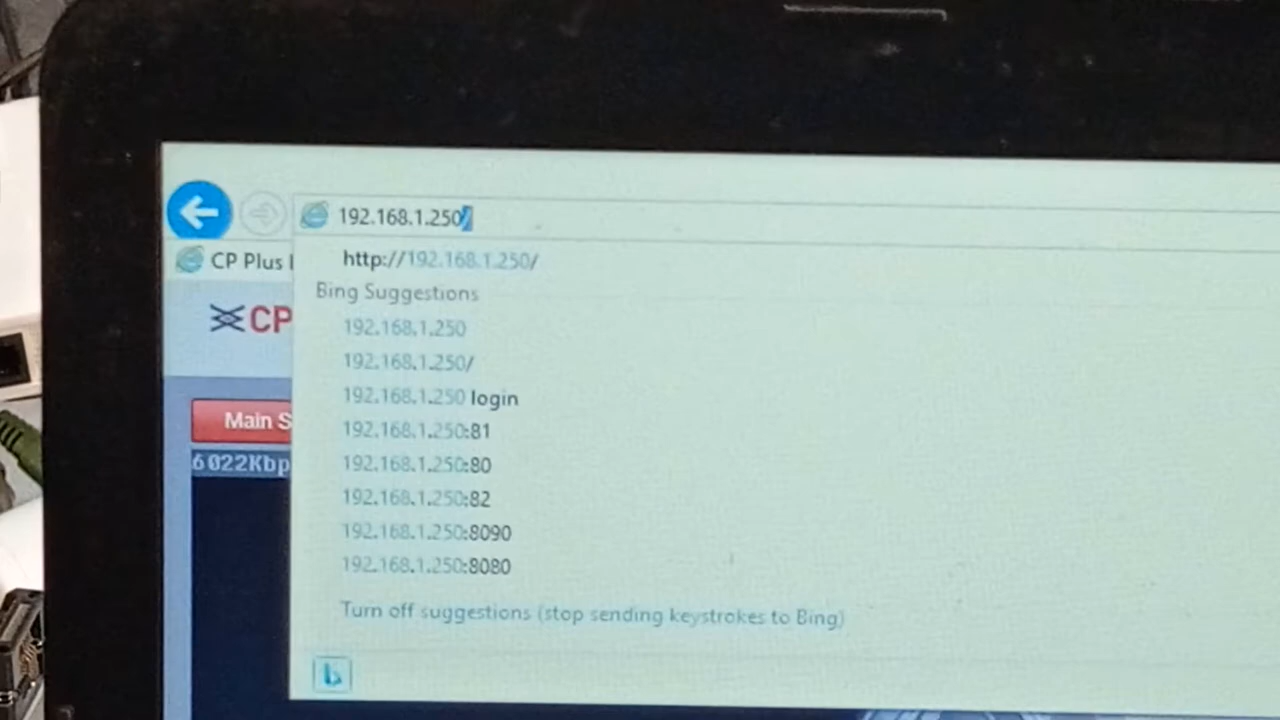 192.168.1.250/
http://192.168.1.250/
CP Plus
Bing Suggestions
CP
192.168.1.250
192.168.1.250/
192.168.1.250 login
Main S
192.168.1.250:81
6022Kbp
192.168.1.250:80
192.168.1.250:82
192.168.1.250:8090
192.168.1.250:8080
Turn off suggestions (stop sending keystrokes to Bing)